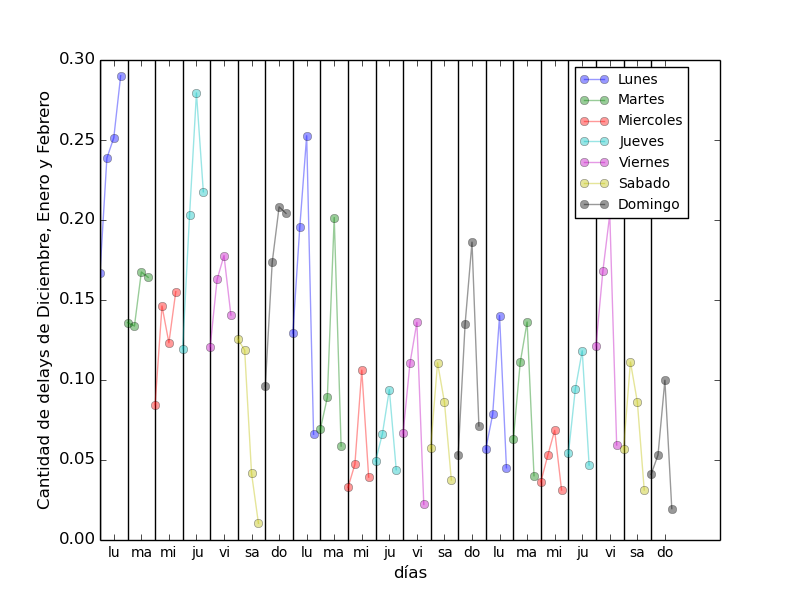 Cantidad de delays de Diciembre, Enero y Febrero
0.30
0.25
0.20
0.15
0.10
0.05
0.00
Lunes
Martes
Miercoles
Jueves
Viernes
Sabado
Domingo
lu ma mi ju vi sa do lu ma mi ju vi sa do lu ma mi ju vi sa do
días